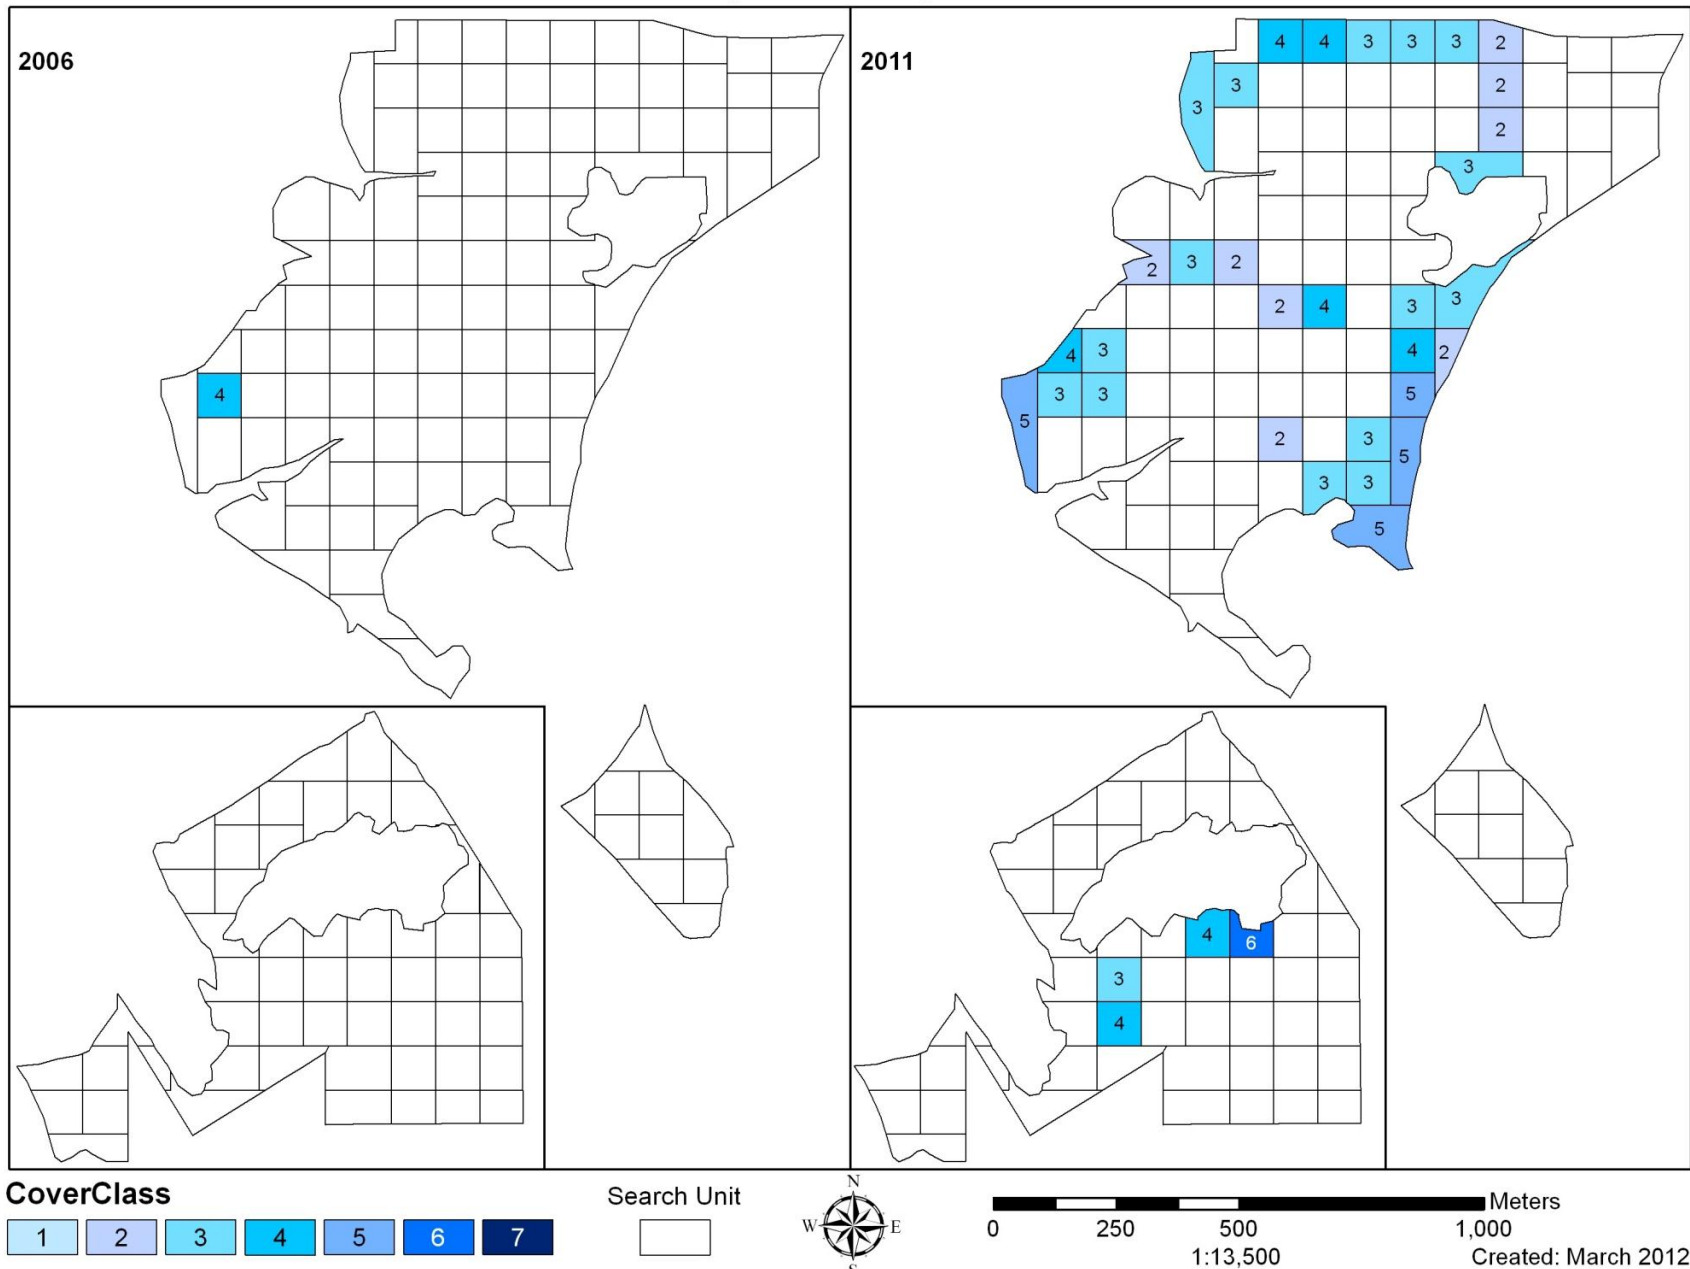 2006
2011
4
4 4 3 3 3 2
3 3 2
2
3
2 3 2
2 4 3 3
4 3 4 2
5 3 3 5
2 3 5
3 3
5
4 6
3
4
CoverClass
1 2 3 4 5 6 7
Search Unit
N
W E
S
0 250 500 1,000
Meters
1:13,500
Created: March 2012